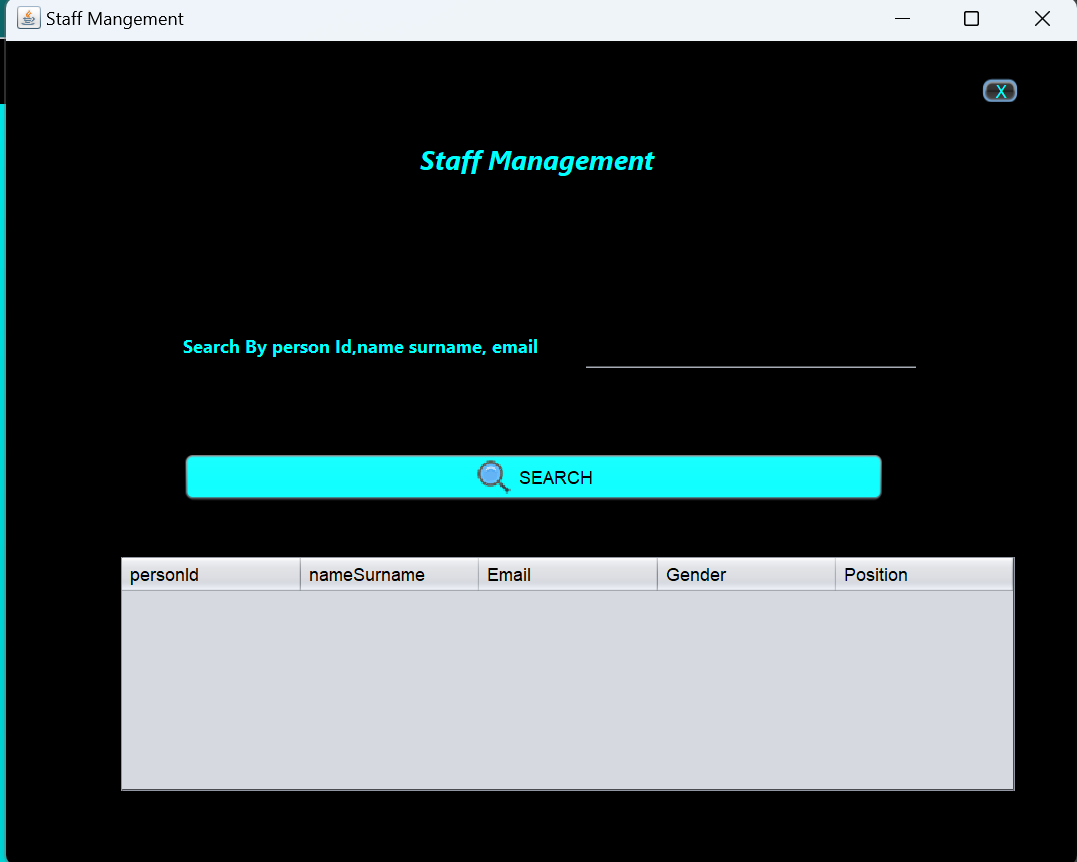 Staff Mangement
X
Staff Management
Search By person Id,name surname, email
SEARCH
personId nameSurname Email Gender Position